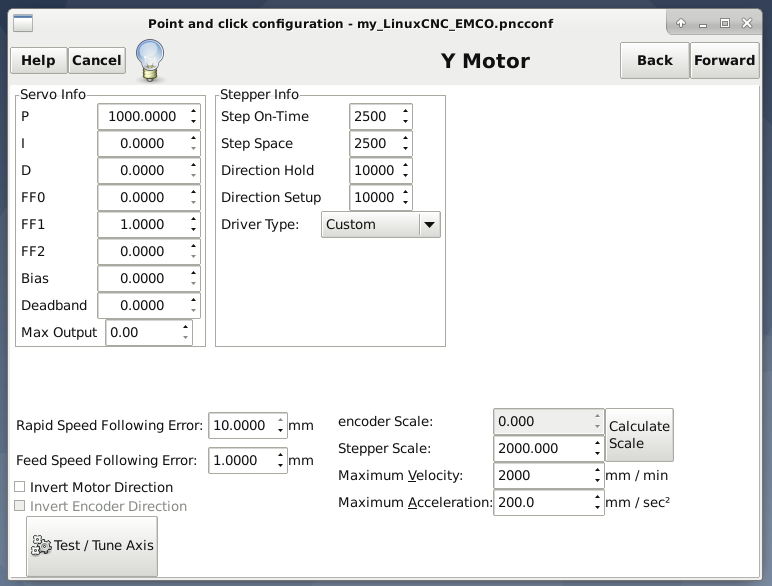 Point and click configuration - my_LinuxCNC_EMCO.pncconf
Help Cancel Y Motor Back Forward
Servo Info
P 1000.0000
I 0.0000
D 0.0000
FF0 0.0000
FF1 1.0000
FF2 0.0000
Bias 0.0000
Deadband 0.0000
Max Output 0.00
Stepper Info
Step On-Time 2500
Step Space 2500
Direction Hold 10000
Direction Setup 10000
Driver Type: Custom
Rapid Speed Following Error: 10.0000 mm
Feed Speed Following Error: 1.0000 mm
Invert Motor Direction
Invert Encoder Direction
Test / Tune Axis
encoder Scale: 0.000
Stepper Scale: 2000.000
Calculate
Scale
Maximum Velocity: 2000 mm / min
Maximum Acceleration: 200.0 mm / sec²